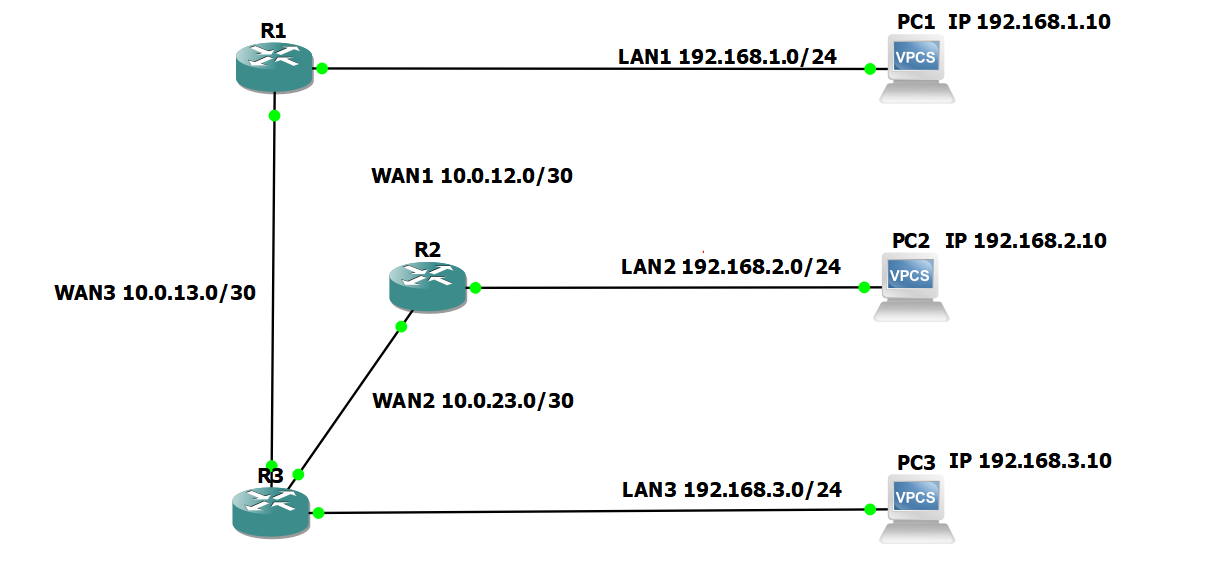 R1
PC1 IP 192.168.1.10
LAN1 192.168.1.0/24
VPCS
WAN1 10.0.12.0/30
R2
PC2 IP 192.168.2.10
LAN2 192.168.2.0/24
VPCS
WAN3 10.0.13.0/30
WAN2 10.0.23.0/30
R3
PC3 IP 192.168.3.10
LAN3 192.168.3.0/24
VPCS